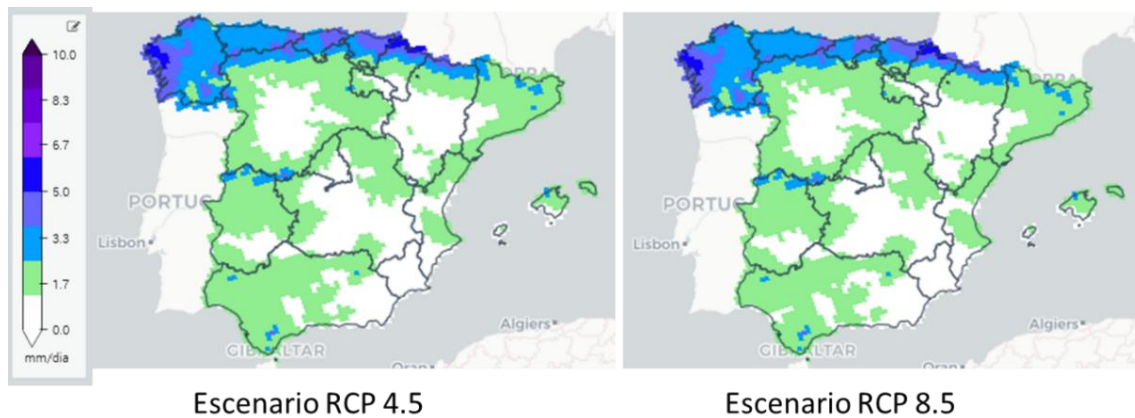 10.0
8.3
6.7
5.0
3.3
1.7
0.0
mm/dia
PORTUG
Lisbon
GIBRALTAR
Algiers
Oran
RRA
PORTUG
Lisbon
GIBRALTAR
Algiers
Oran
Escenario RCP 4.5
Escenario RCP 8.5